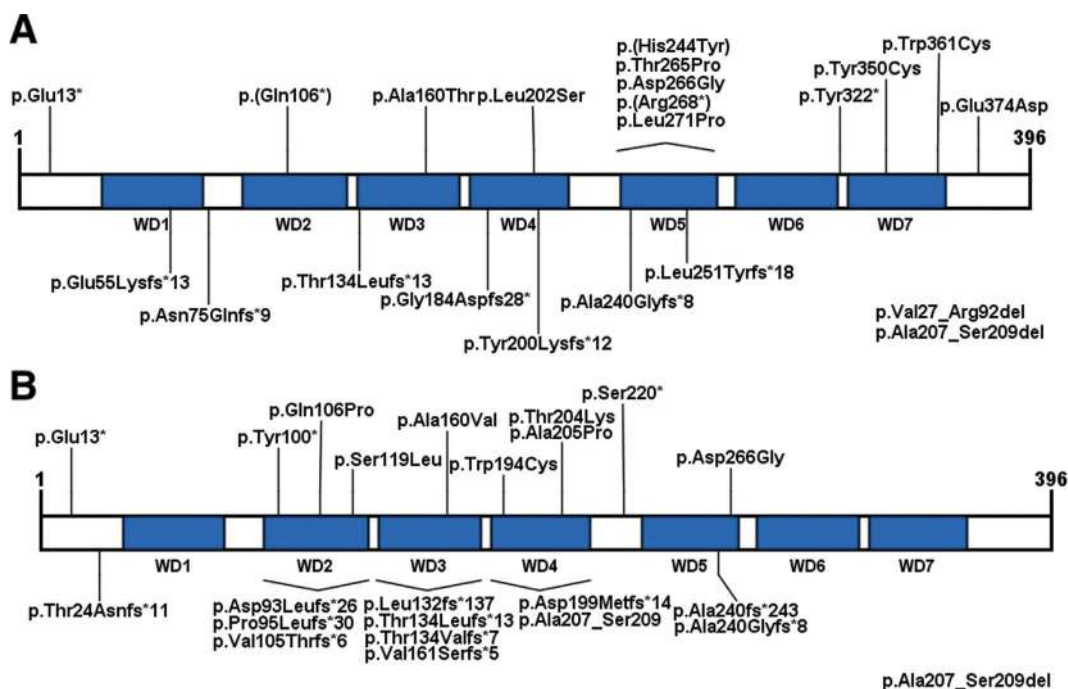 A
p.(His244Tyr)
p.Thr265Pro
p.Asp266Gly
p.(Arg268*)
p.Leu271Pro
p.Trp361Cys
p.Tyr350Cys
p.Tyr322*
p.Glu374Asp
p.Glu13*
p.(Gln106*)
p.Ala160Thr
p.Leu202Ser
1
396
WD1
WD2
WD3
WD4
WD5
WD6
WD7
p.Glu55Lysfs*13
p.Asn75Glnfs*9
p.Thr134Leufs*13
p.Gly184Aspfs28*
p.Tyr200Lysfs*12
p.Ala240Glyfs*8
p.Leu251Tyrfs*18
p.Val27_Arg92del
p.Ala207_Ser209del
B
p.Glu13*
p.Tyr100*
p.Gln106Pro
p.Ser119Leu
p.Ala160Val
p.Trp194Cys
p.Thr204Lys
p.Ala205Pro
p.Ser220*
p.Asp266Gly
1
396
WD1
WD2
WD3
WD4
WD5
WD6
WD7
p.Thr24Asnfs*11
p.Asp93Leufs*26
p.Pro95Leufs*30
p.Val105Thrfs*6
p.Leu132fs*137
p.Thr134Leufs*13
p.Thr134Valfs*7
p.Val161Serfs*5
p.Asp199Metfs*14
p.Ala207_Ser209
p.Ala240fs*243
p.Ala240Glyfs*8
p.Ala207_Ser209del